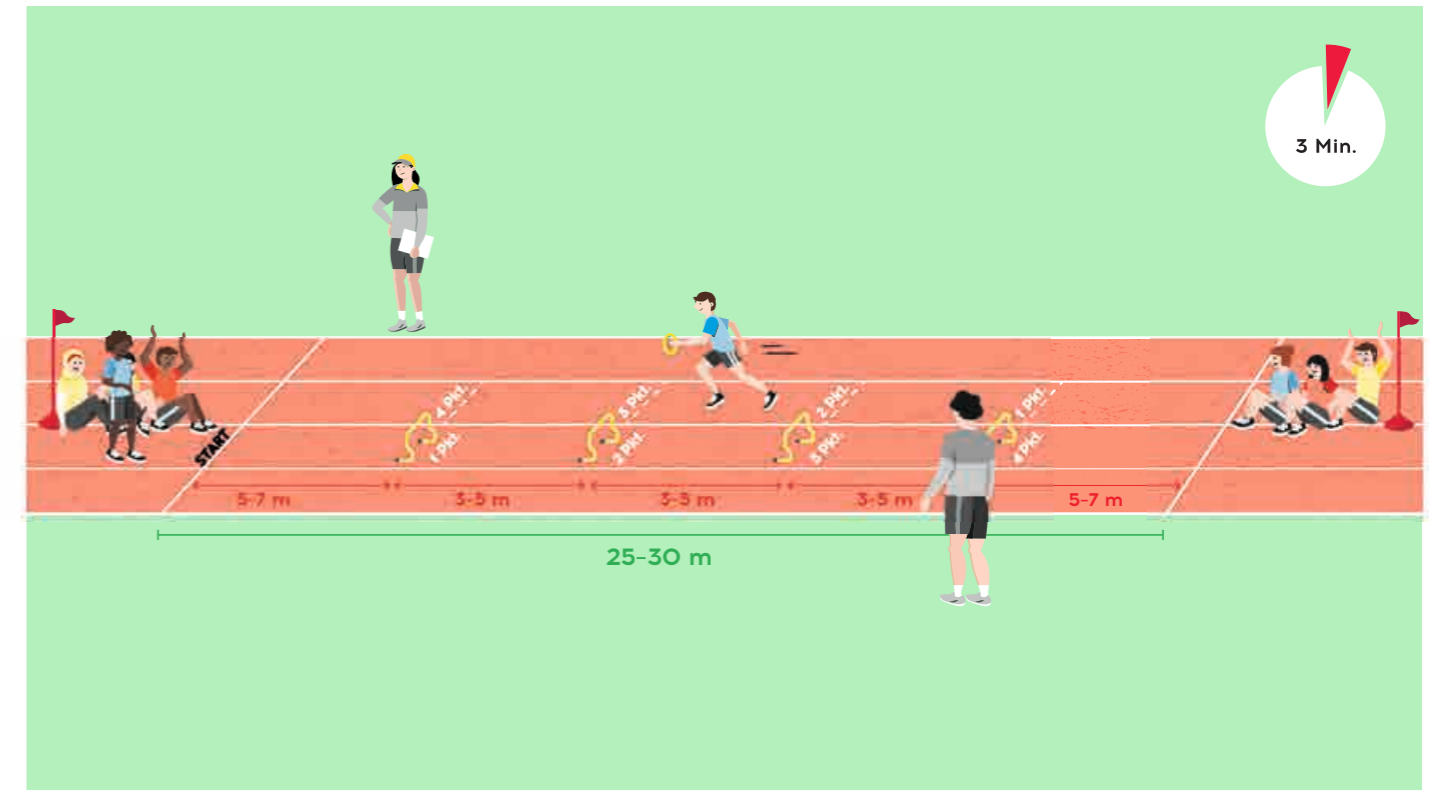 3 Min.
4 Pkt.
3 Pkt.
2 Pkt.
1 Pkt.
1 Pkt.
2 Pkt.
3 Pkt.
4 Pkt.
START
5-7 m
3-5 m
3-5 m
3-5 m
5-7 m
25-30 m